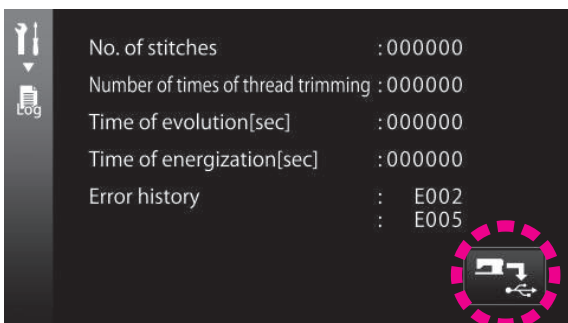 No. of stitches :000000
Number of times of thread trimming :000000
Log
Time of evolution[sec] :000000
Time of energization[sec] :000000
Error history : E002
: E005